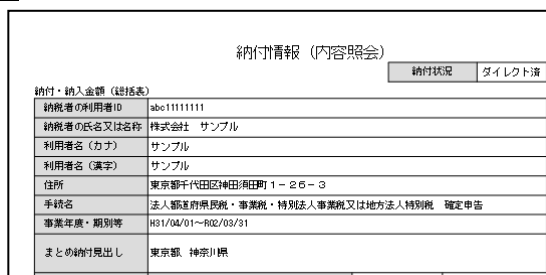 納付情報（内容照会）
納付状況 ダイレクト済
納付・納入金額（総括表）
納税者の利用者ID abc11111111
納税者の氏名又は名称 株式会社 サンプル
利用者名（カナ） サンプル
利用者名（漢字） サンプル
住所 東京都千代田区神田須田町１－２６－３
手続名 法人都道府県民税・事業税・特別法人事業税又は地方法人特別税 確定申告
事業年度・期別等 H31/04/01～R02/03/31
まとめ納付見出し 東京都 神奈川県